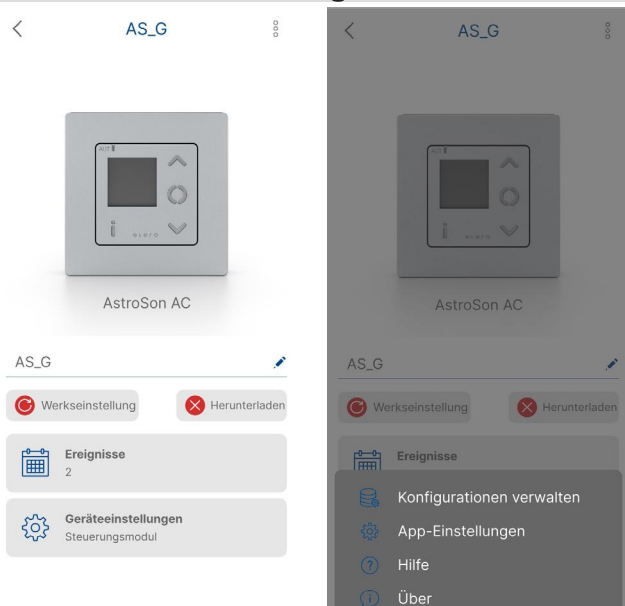 AS_G
AUT
elero
AstroSon AC
AS_G
Werkseinstellung
Herunterladen
Ereignisse
2
Geräteeinstellungen
Steuerungsmodul
AS_G
AUT
elero
AstroSon AC
AS_G
Werkseinstellung
Herunterladen
Ereignisse
Konfigurationen verwalten
App-Einstellungen
Hilfe
Über